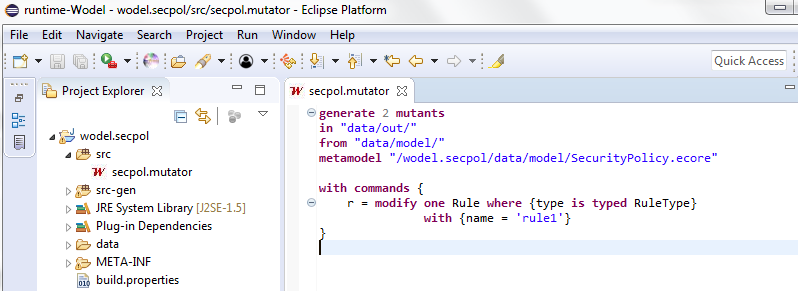 runtime-Wodel - wodel.secpol/src/secpol.mutator - Eclipse Platform
File Edit Navigate Search Project Run Window Help
Quick Access
Project Explorer
wodel.secpol
src
secpol.mutator
src-gen
JRE System Library [J2SE-1.5]
Plug-in Dependencies
data
META-INF
build.properties
secpol.mutator
generate 2 mutants
in "data/out/"
from "data/model/"
metamodel "/wodel.secpol/data/model/SecurityPolicy.ecore"
with commands {
r = modify one Rule where {type is typed RuleType}
with {name = 'rule1'}
}